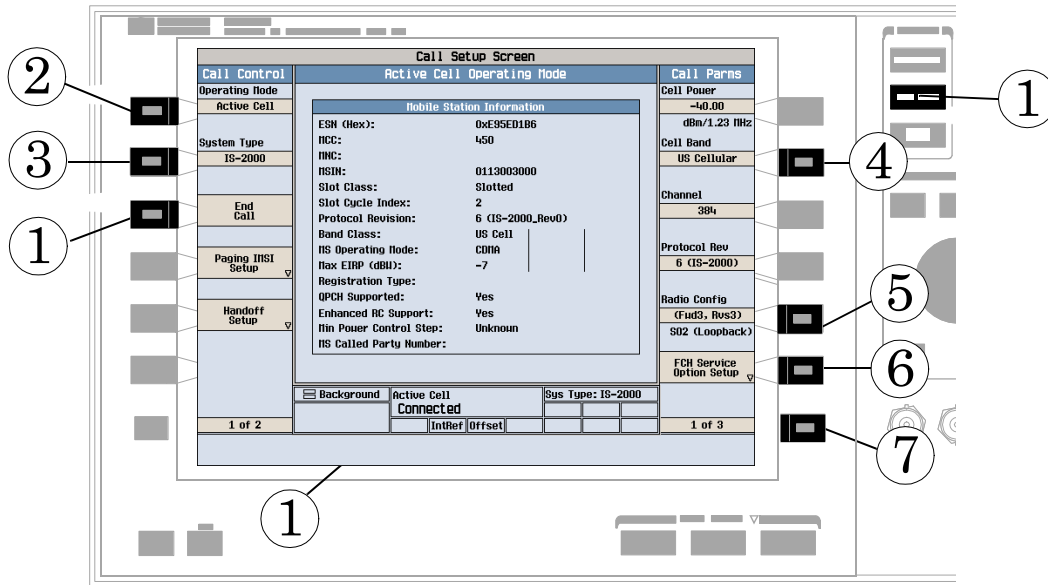 Call Setup Screen
Call Control
Active Cell Operating Mode
Call Parms
Operating Mode
Active Cell
System Type
IS-2000
End
Call
Paging IMSI
Setup
Handoff
Setup
1 of 2
Mobile Station Information
ESN (Hex): 0xE95ED1B6
MCC: 450
MNC:
MSIN: 0113003000
Slot Class: Slotted
Slot Cycle Index: 2
Protocol Revision: 6 (IS-2000_Rev0)
Band Class: US Cell
MS Operating Mode: CDMA
Max EIRP (dBW): -7
Registration Type:
QPCH Supported: Yes
Enhanced RC Support: Yes
Min Power Control Step: Unknown
MS Called Party Number:
Background
Active Cell
Connected
Sys Type: IS-2000
IntRef Offset
Cell Power
-40.00
dBm/1.23 MHz
Cell Band
US Cellular
Channel
384
Protocol Rev
6 (IS-2000)
Radio Config
(Fwd3, Rvs3)
SO2 (Loopback)
FCH Service
Option Setup
1 of 3
2
3
1
1
1
4
5
6
7